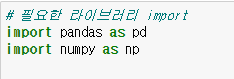 # 필요한 라이브러리 import
import pandas as pd
import numpy as np